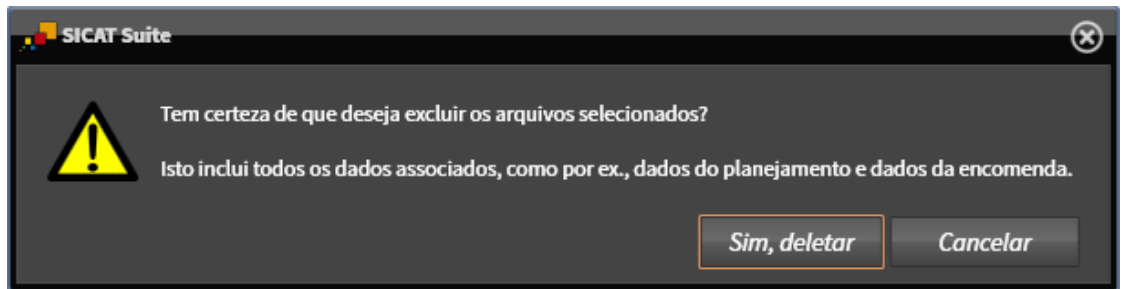 SICAT Suite
Tem certeza de que deseja excluir os arquivos selecionados?
Isto inclui todos os dados associados, como por ex., dados do planejamento e dados da encomenda.
Sim, deletar
Cancelar